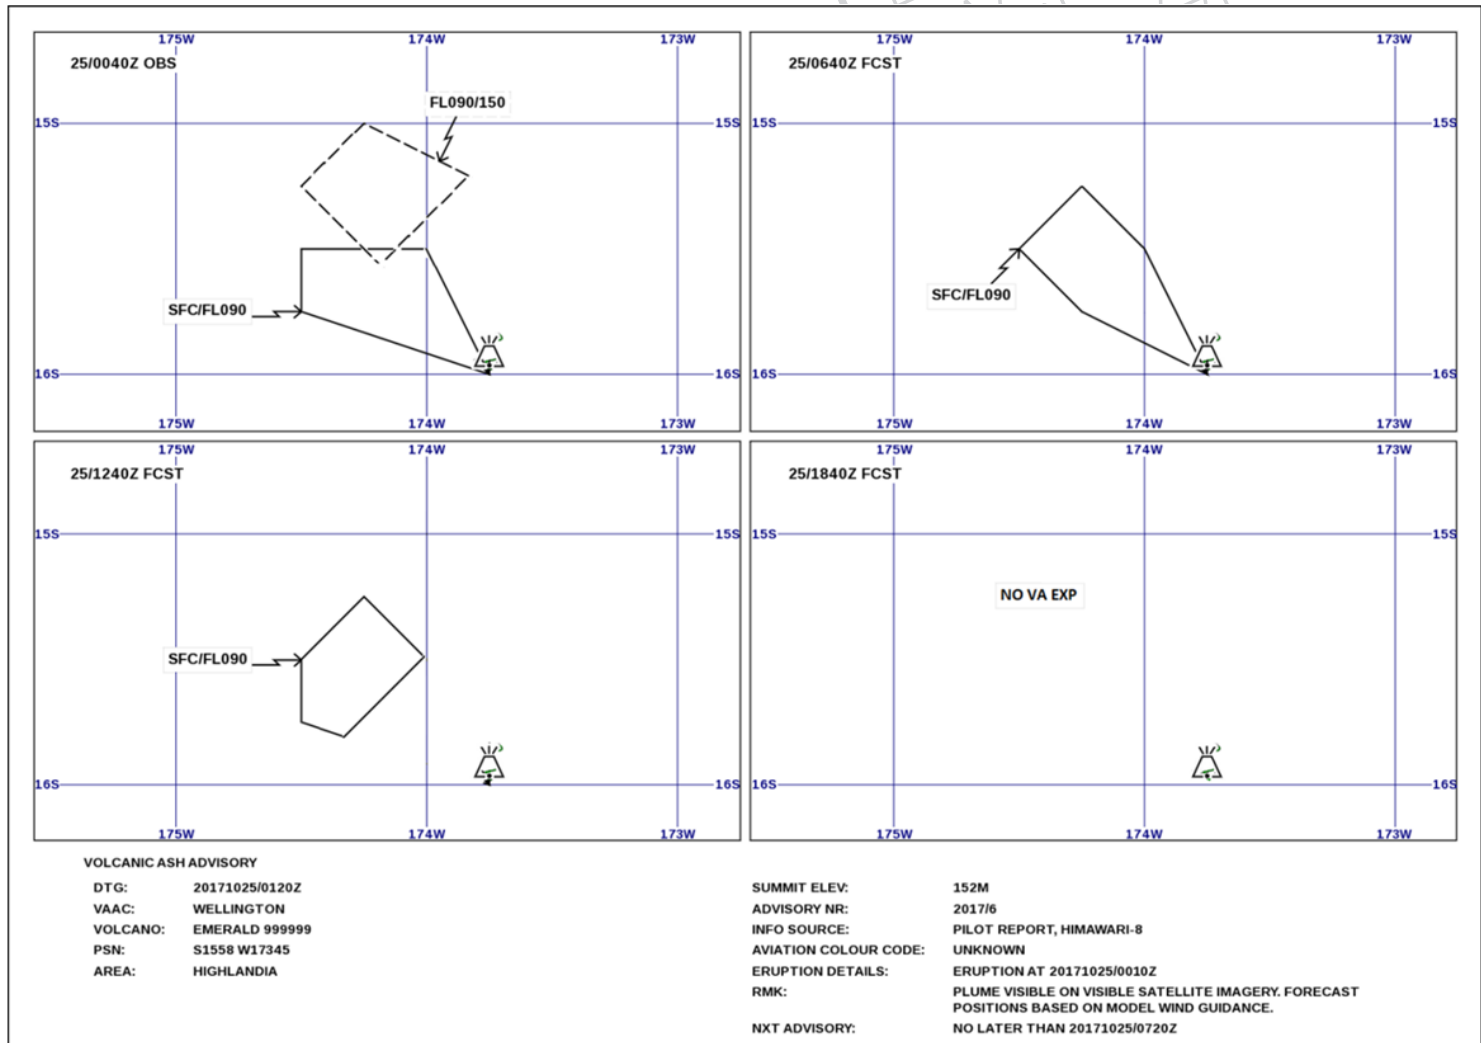 175W 174W 173W
25/0040Z OBS
FL090/150
15S 15S
SFC/FL090
16S 16S
175W 174W 173W
175W 174W 173W
25/0640Z FCST
15S 15S
SFC/FL090
16S 16S
175W 174W 173W
175W 174W 173W
25/1240Z FCST
15S 15S
SFC/FL090
16S 16S
175W 174W 173W
175W 174W 173W
25/1840Z FCST
15S 15S
NO VA EXP
16S 16S
175W 174W 173W
VOLCANIC ASH ADVISORY
DTG: 20171025/0120Z
VAAC: WELLINGTON
VOLCANO: EMERALD 999999
PSN: S1558 W17345
AREA: HIGHLANDIA
SUMMIT ELEV: 152M
ADVISORY NR: 2017/6
INFO SOURCE: PILOT REPORT, HIMAWARI-8
AVIATION COLOUR CODE: UNKNOWN
ERUPTION DETAILS: ERUPTION AT 20171025/0010Z
RMK: PLUME VISIBLE ON VISIBLE SATELLITE IMAGERY. FORECAST
POSITIONS BASED ON MODEL WIND GUIDANCE.
NXT ADVISORY: NO LATER THAN 20171025/0720Z